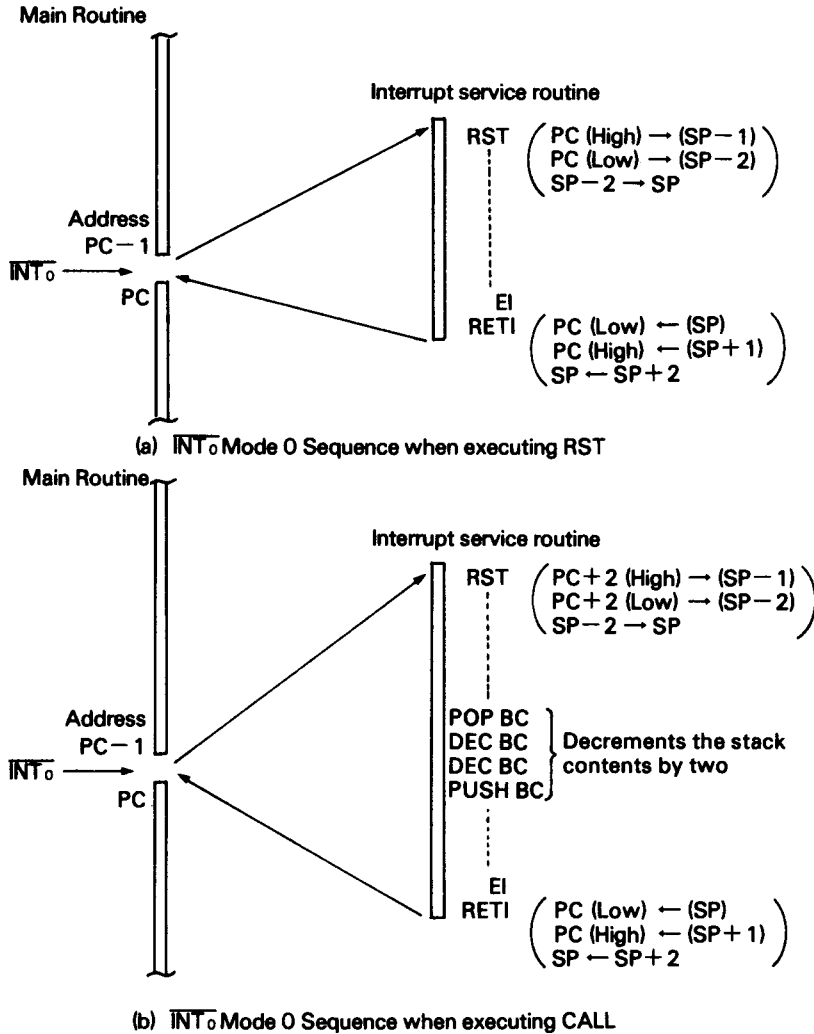 Main Routine
Interrupt service routine
RST
PC (High) → (SP−1)
PC (Low) → (SP−2)
SP−2 → SP
Address
PC−1
INT₀
PC
EI
RETI
PC (Low) ← (SP)
PC (High) ← (SP+1)
SP ← SP+2
(a) INT₀ Mode 0 Sequence when executing RST
Main Routine
Interrupt service routine
RST
PC+2 (High) → (SP−1)
PC+2 (Low) → (SP−2)
SP−2 → SP
Address
PC−1
INT₀
PC
POP BC
DEC BC
DEC BC
PUSH BC
Decrements the stack
contents by two
EI
RETI
PC (Low) ← (SP)
PC (High) ← (SP+1)
SP ← SP+2
(b) INT₀ Mode 0 Sequence when executing CALL